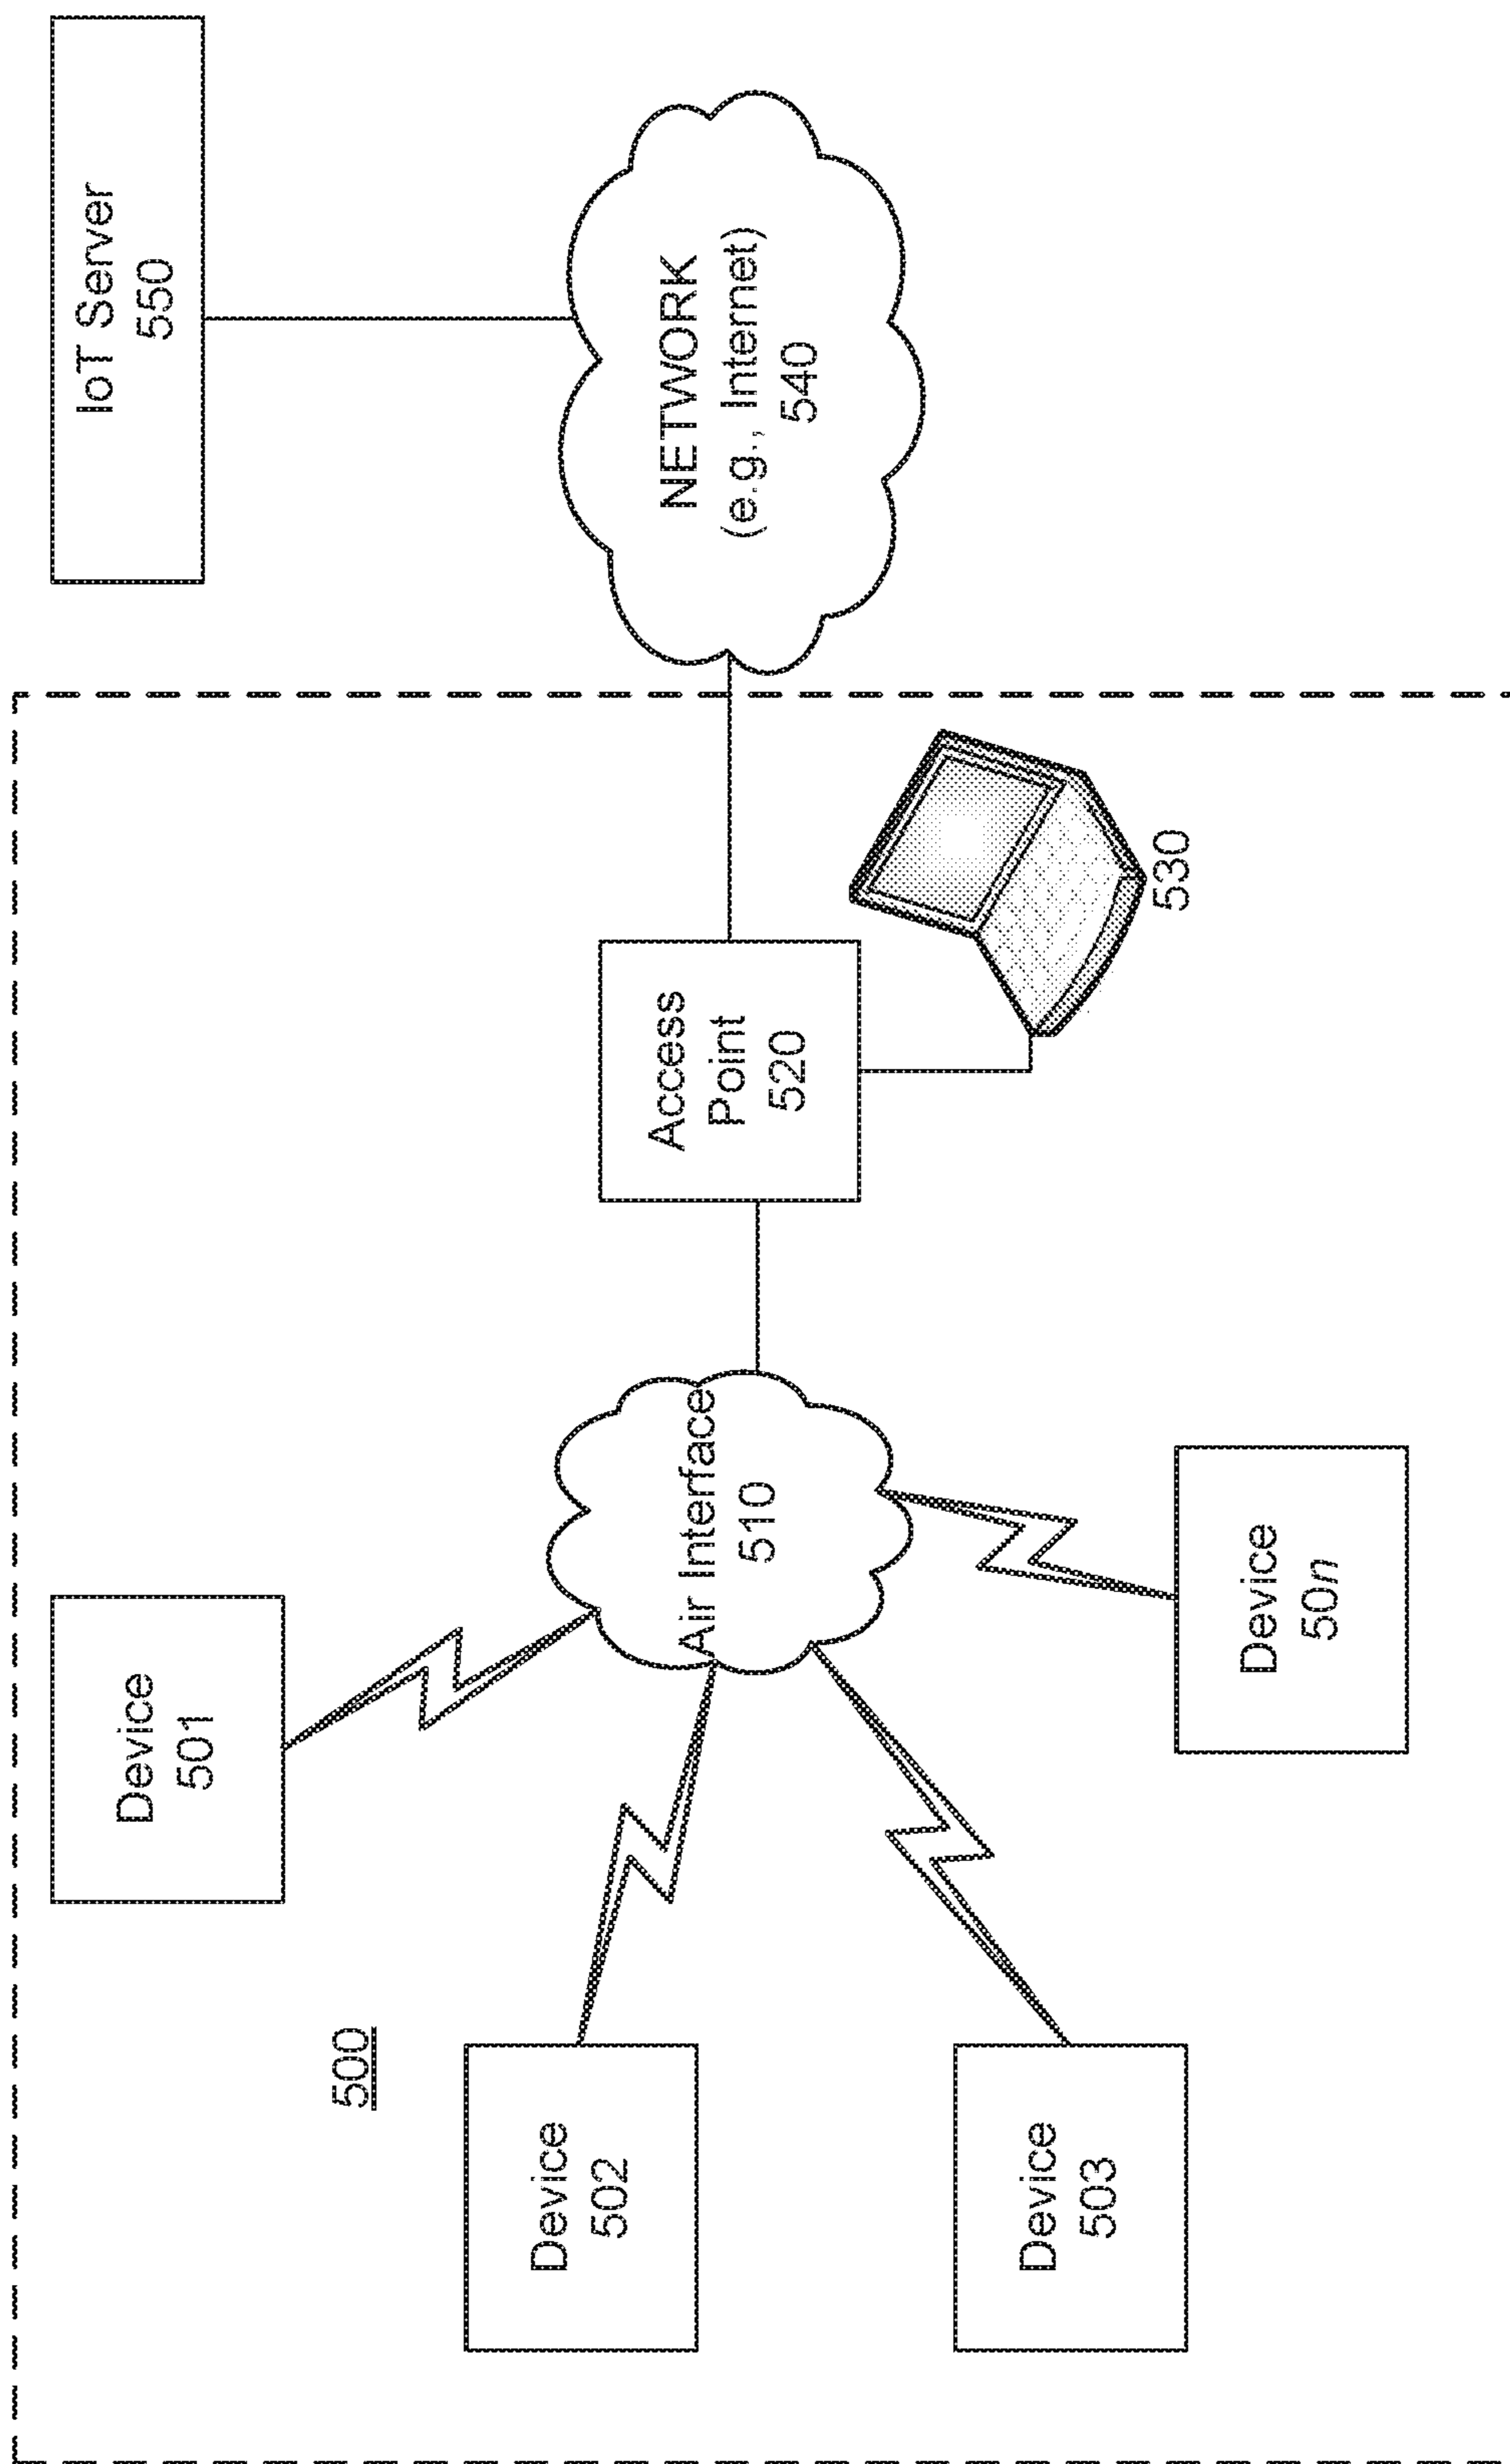 500
Device
501
Device
502
Device
503
Device
50n
Air Interface
510
Access
Point
520
530
NETWORK
(e.g., Internet)
540
IoT Server
550